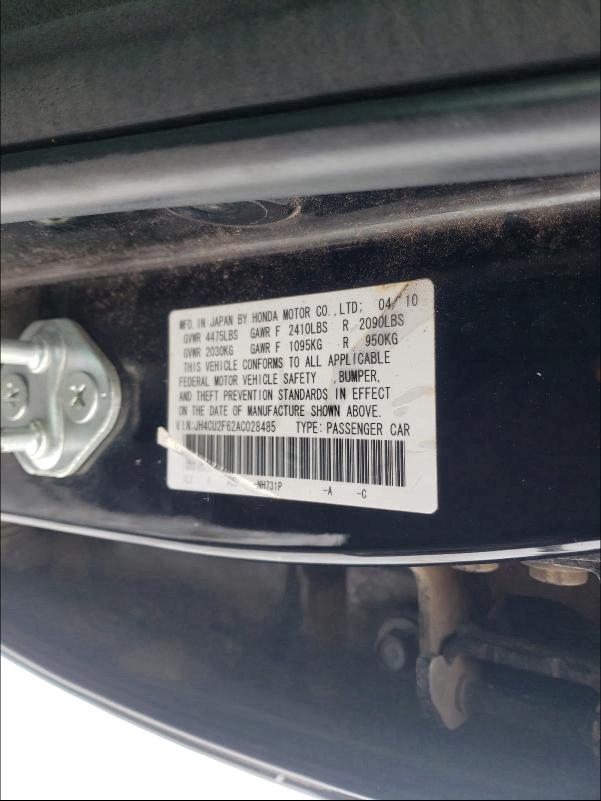 MFD. IN JAPAN BY HONDA MOTOR CO.,LTD; 04/10
GVWR 4475LBS GAWR F 2410LBS R 2090LBS
GVWR 2030KG GAWR F 1095KG R 950KG
THIS VEHICLE CONFORMS TO ALL APPLICABLE
FEDERAL MOTOR VEHICLE SAFETY ,BUMPER,
AND THEFT PREVENTION STANDARDS IN EFFECT
ON THE DATE OF MANUFACTURE SHOWN ABOVE.
V.I.N:JH4CU2F62AC028485 TYPE:PASSENGER CAR
-NH731P -A -C